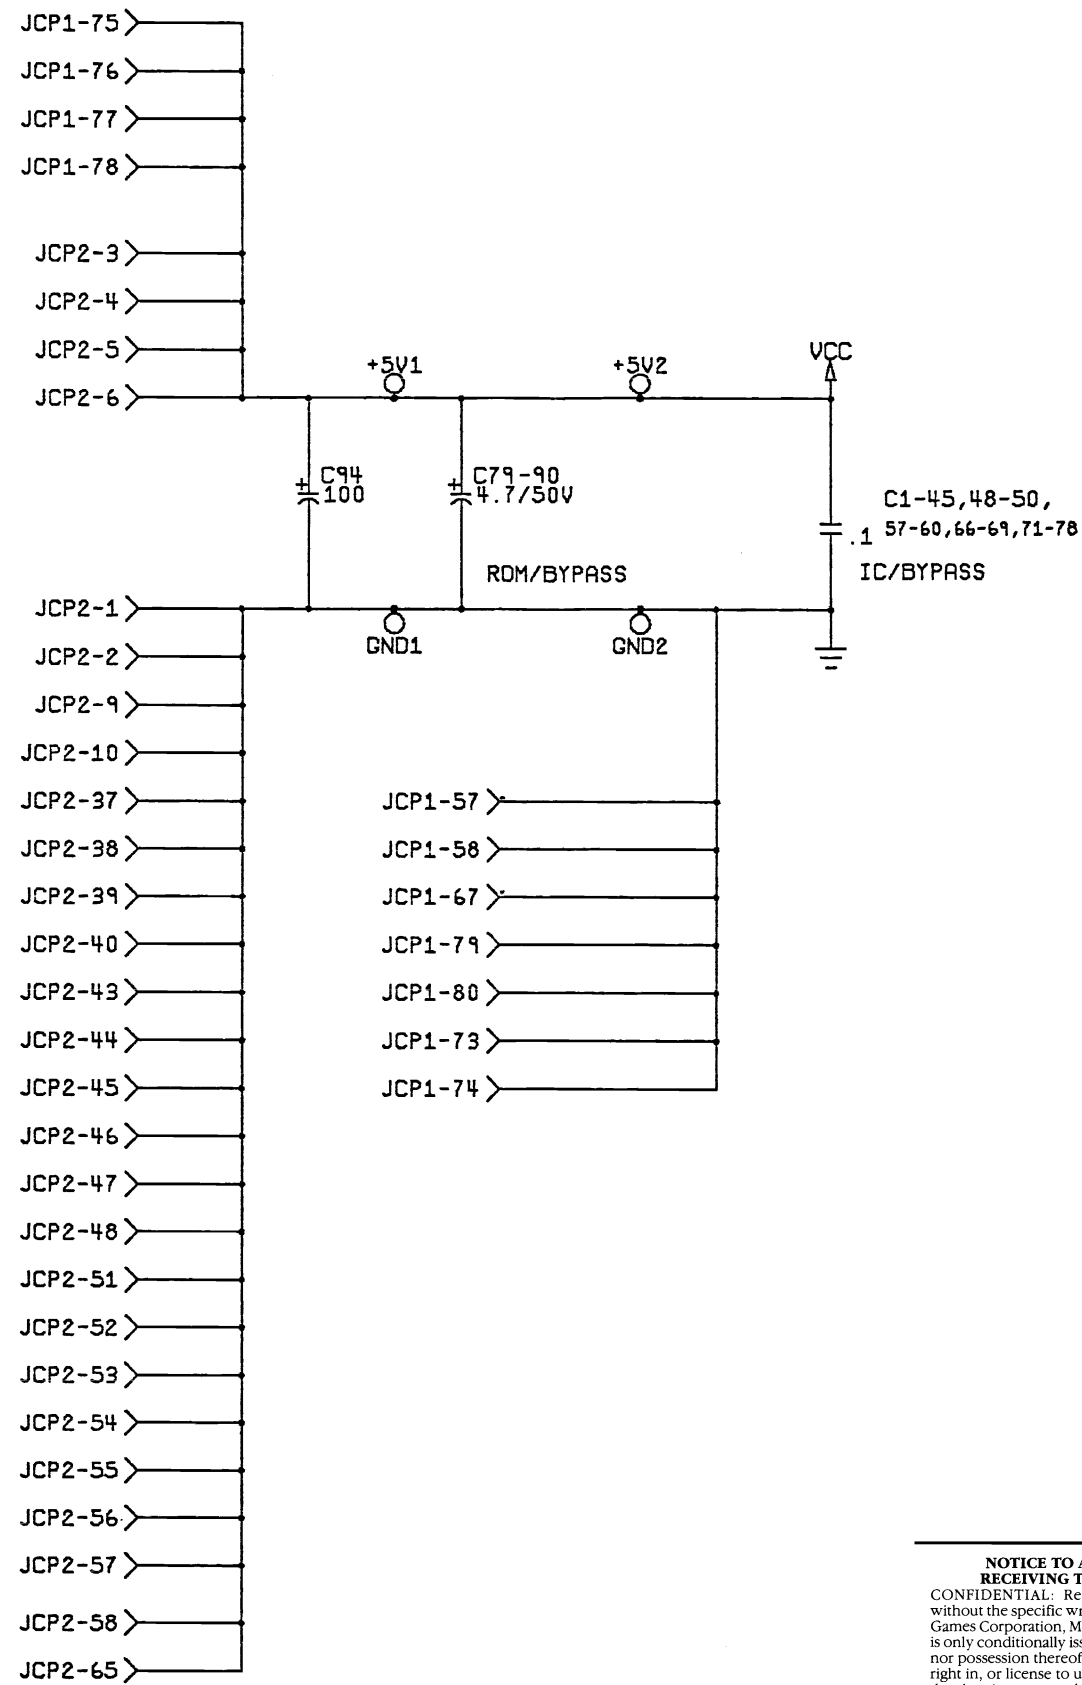 JCP1-75
JCP1-76
JCP1-77
JCP1-78
JCP2-3
JCP2-4
JCP2-5
JCP2-6
+5V1
+5V2
VCC
C94
100
C79-90
4.7/50V
C1-45,48-50,
.1 57-60,66-69,71-78
ROM/BYPASS
IC/BYPASS
JCP2-1
GND1
GND2
JCP2-2
JCP2-9
JCP2-10
JCP2-37
JCP2-38
JCP2-39
JCP2-40
JCP2-43
JCP2-44
JCP2-45
JCP2-46
JCP2-47
JCP2-48
JCP2-51
JCP2-52
JCP2-53
JCP2-54
JCP2-55
JCP2-56
JCP2-57
JCP2-58
JCP2-65
JCP1-57
JCP1-58
JCP1-67
JCP1-79
JCP1-80
JCP1-73
JCP1-74
NOTICE TO
RECEIVING
CONFIDENTIAL: Re
without the specific
Games Corporation, M
is only conditionally
nor possession thereof
right in, or license to u